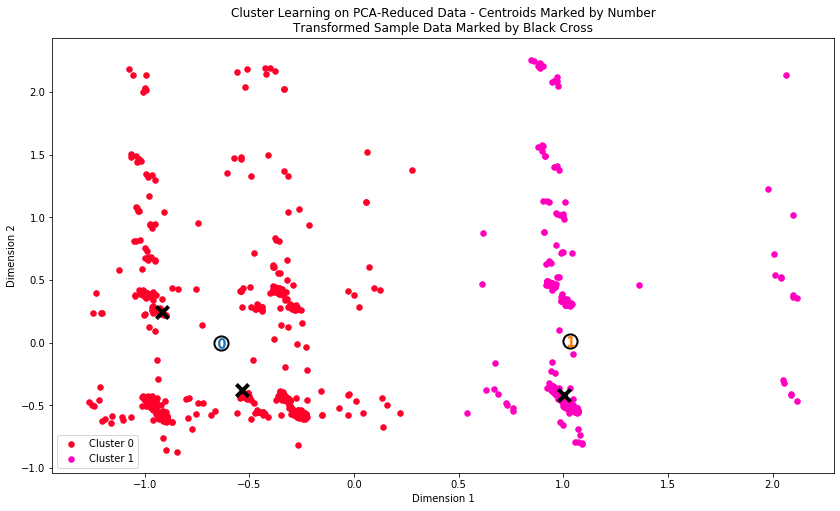 Cluster Learning on PCA-Reduced Data - Centroids Marked by Number
Transformed Sample Data Marked by Black Cross
Dimension 2
2.0
1.5
1.0
0.5
0.0
−0.5
−1.0
0
1
Cluster 0
Cluster 1
−1.0 −0.5 0.0 0.5 1.0 1.5 2.0
Dimension 1